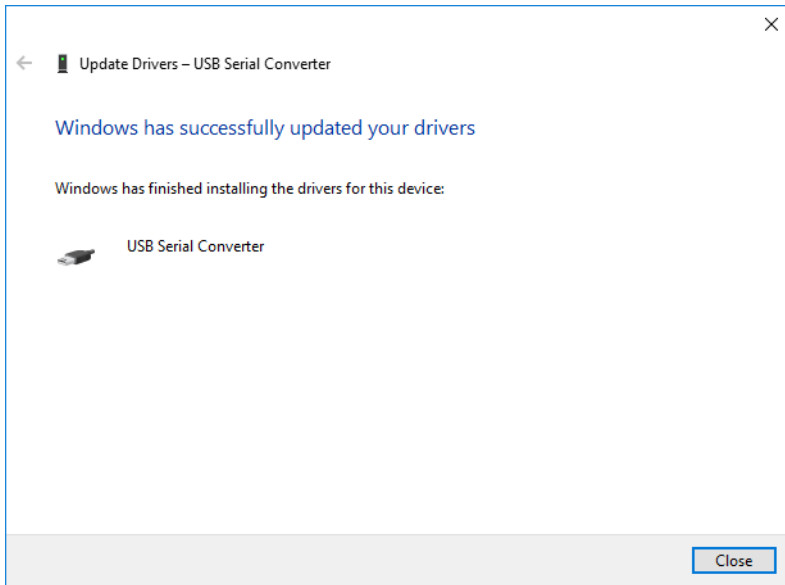 Update Drivers – USB Serial Converter
Windows has successfully updated your drivers
Windows has finished installing the drivers for this device:
USB Serial Converter
Close